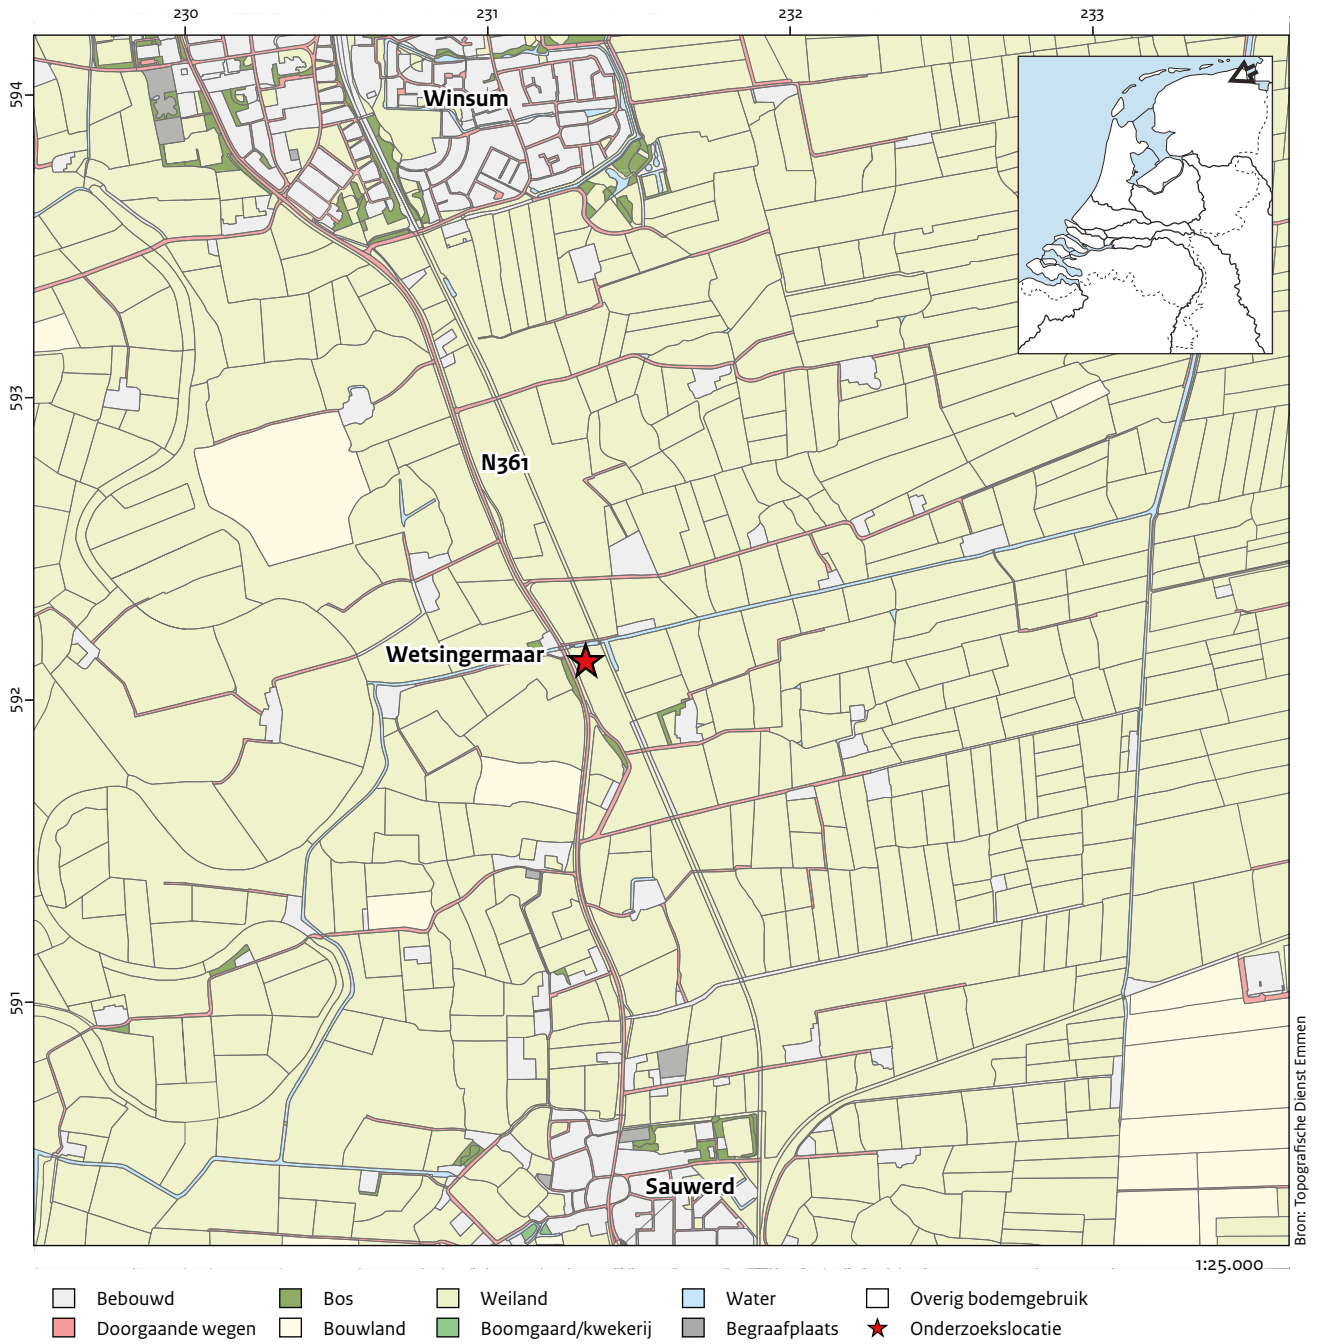 230 231 232 233
594
Winsum
593
N361
Wetsingermaar
592
591
Sauwerd
Bron: Topografische Dienst Emmen
1:25.000
Bebouwd Bos Weiland Water Overig bodemgebruik
Doorgaande wegen Bouwland Boomgaard/kwekerij Begraafplaats Onderzoekslocatie